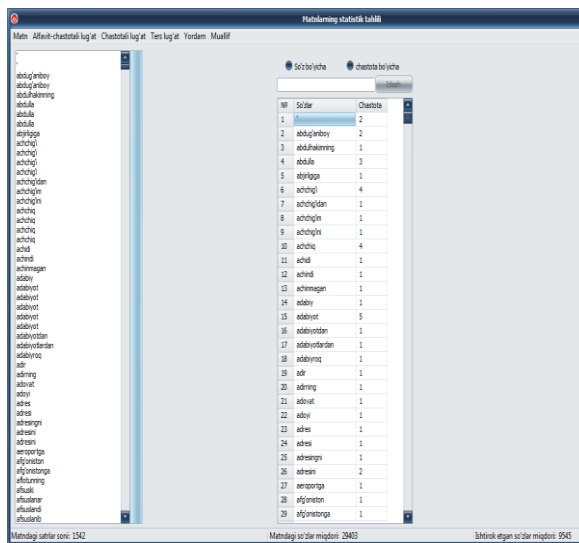 Matnlarning statistik tahlili
Matn Alfavit-chastotali lug'at Chastotali lug'at Ters lug'at Yordam Muallif
'
'
abdug'aniboy
abdug'aniboy
abdulhakimning
abdulla
abdulla
abdulla
abjirligiga
achchig'i
achchig'i
achchig'i
achchig'i
achchig'idan
achchig'im
achchig'ini
achchiq
achchiq
achchiq
achchiq
achidi
achindi
achinmagan
adabiy
adabiyot
adabiyot
adabiyot
adabiyot
adabiyot
adabiyotdan
adabiyotlardan
adabiyroq
adir
adirning
adovat
adoyi
adres
adresi
adresingni
adresini
adresini
aeroportga
afg'oniston
afg'onistonga
aflotunning
afsuski
afsuslanar
afsuslandi
afsuslanib
So'z bo'yicha chastota bo'yicha
Izlash
NR So'zlar Chastota
1 ' 2
2 abdug'aniboy 2
3 abdulhakimning 1
4 abdulla 3
5 abjirligiga 1
6 achchig'i 4
7 achchig'idan 1
8 achchig'im 1
9 achchig'ini 1
10 achchiq 4
11 achidi 1
12 achindi 1
13 achinmagan 1
14 adabiy 1
15 adabiyot 5
16 adabiyotdan 1
17 adabiyotlardan 1
18 adabiyroq 1
19 adir 1
20 adirning 1
21 adovat 1
22 adoyi 1
23 adres 1
24 adresi 1
25 adresingni 1
26 adresini 2
27 aeroportga 1
28 afg'oniston 1
29 afg'onistonga 1
Matndagi satrlar soni: 1542 Matndagi so'zlar miqdori: 29403 Ishtirok etgan so'zlar miqdori: 9545